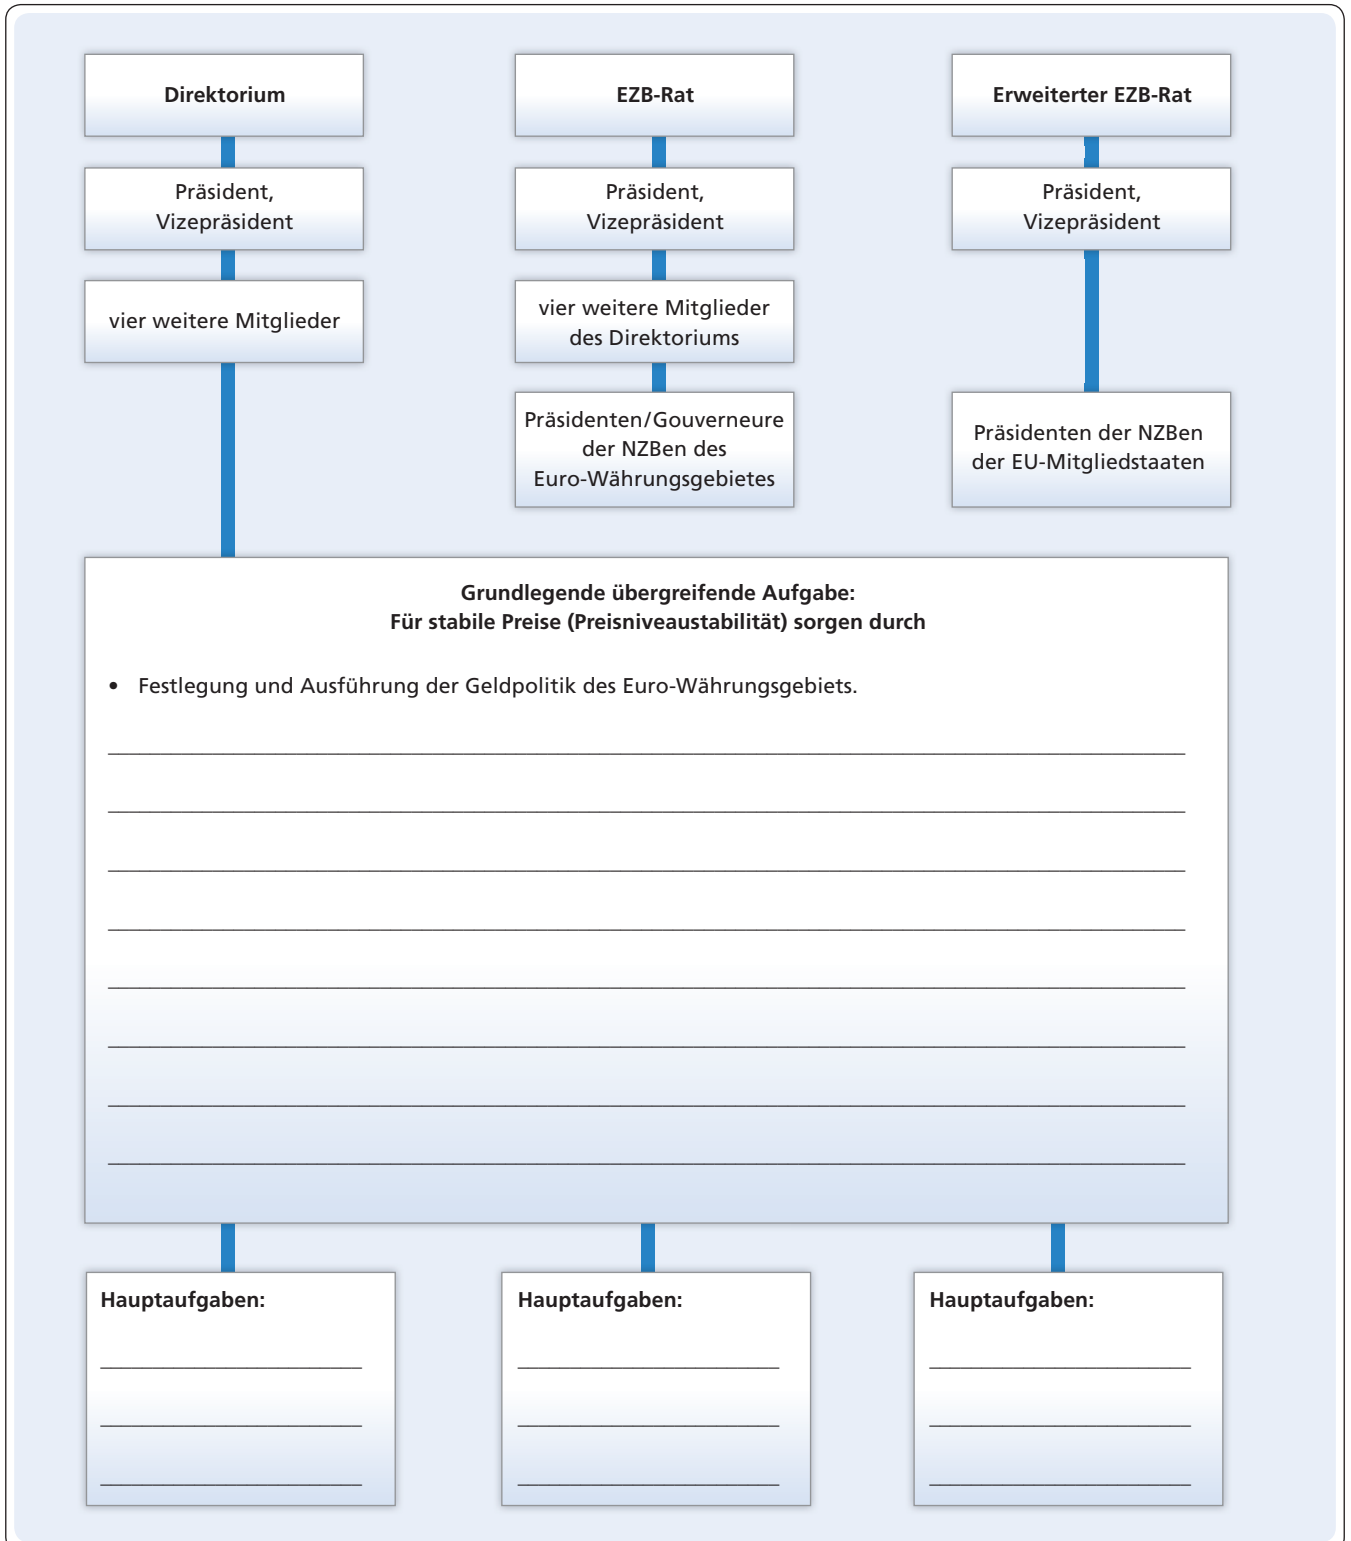 Direktorium
EZB-Rat
Erweiterter EZB-Rat
Präsident,
Vizepräsident
Präsident,
Vizepräsident
Präsident,
Vizepräsident
vier weitere Mitglieder
vier weitere Mitglieder
des Direktoriums
Präsidenten/Gouverneure
der NZBen des
Euro-Währungsgebietes
Präsidenten der NZBen
der EU-Mitgliedstaaten
Grundlegende übergreifende Aufgabe:
Für stabile Preise (Preisniveaustabilität) sorgen durch
• Festlegung und Ausführung der Geldpolitik des Euro-Währungsgebiets.
Hauptaufgaben:
Hauptaufgaben:
Hauptaufgaben: